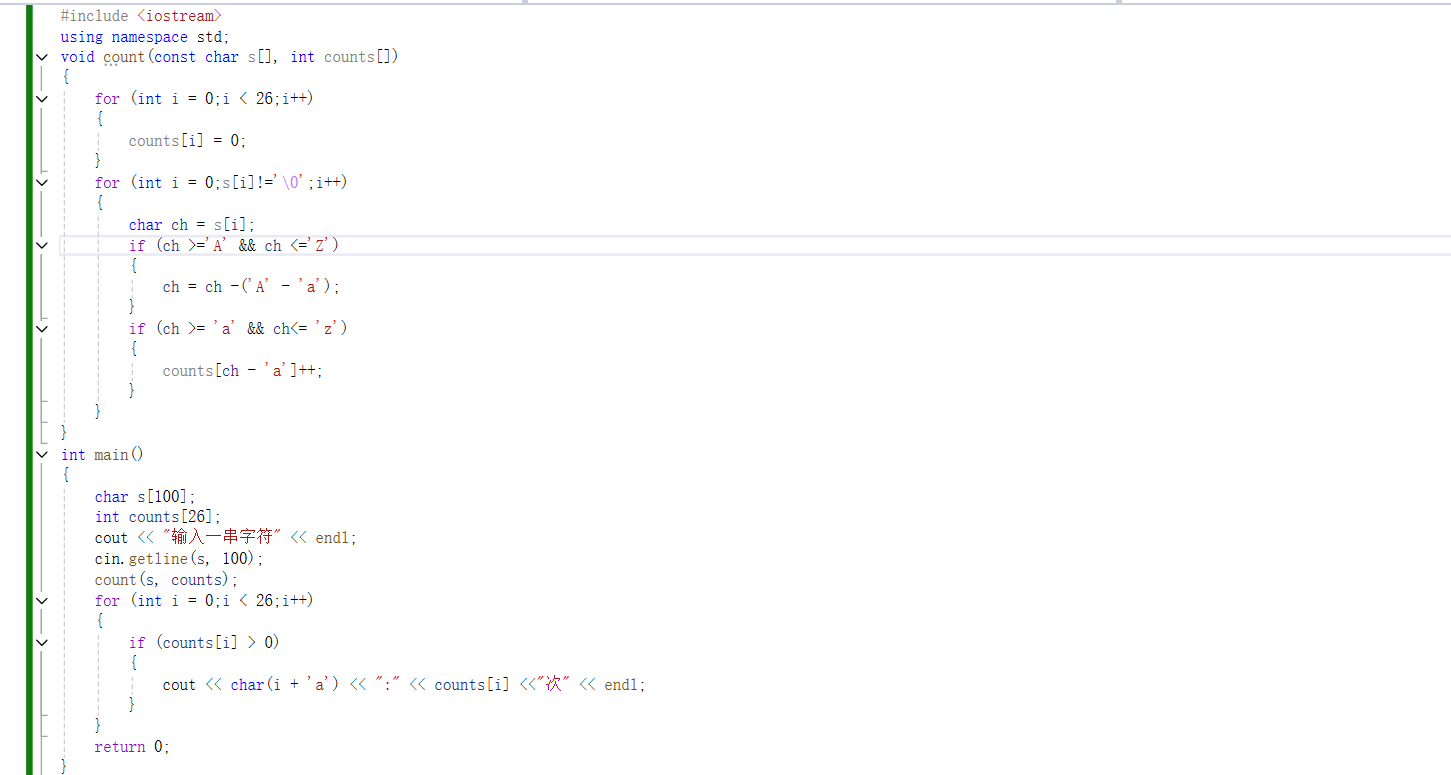 #include <iostream>
using namespace std;
void count(const char s[], int counts[])
{
for (int i = 0;i < 26;i++)
{
counts[i] = 0;
}
for (int i = 0;s[i]!='\0';i++)
{
char ch = s[i];
if (ch >='A' && ch <='Z')
{
ch = ch -('A' - 'a');
}
if (ch >= 'a' && ch<= 'z')
{
counts[ch - 'a']++;
}
}
}
int main()
{
char s[100];
int counts[26];
cout << "输入一串字符" << endl;
cin.getline(s, 100);
count(s, counts);
for (int i = 0;i < 26;i++)
{
if (counts[i] > 0)
{
cout << char(i + 'a') << ":" << counts[i] <<"次" << endl;
}
}
return 0;
}